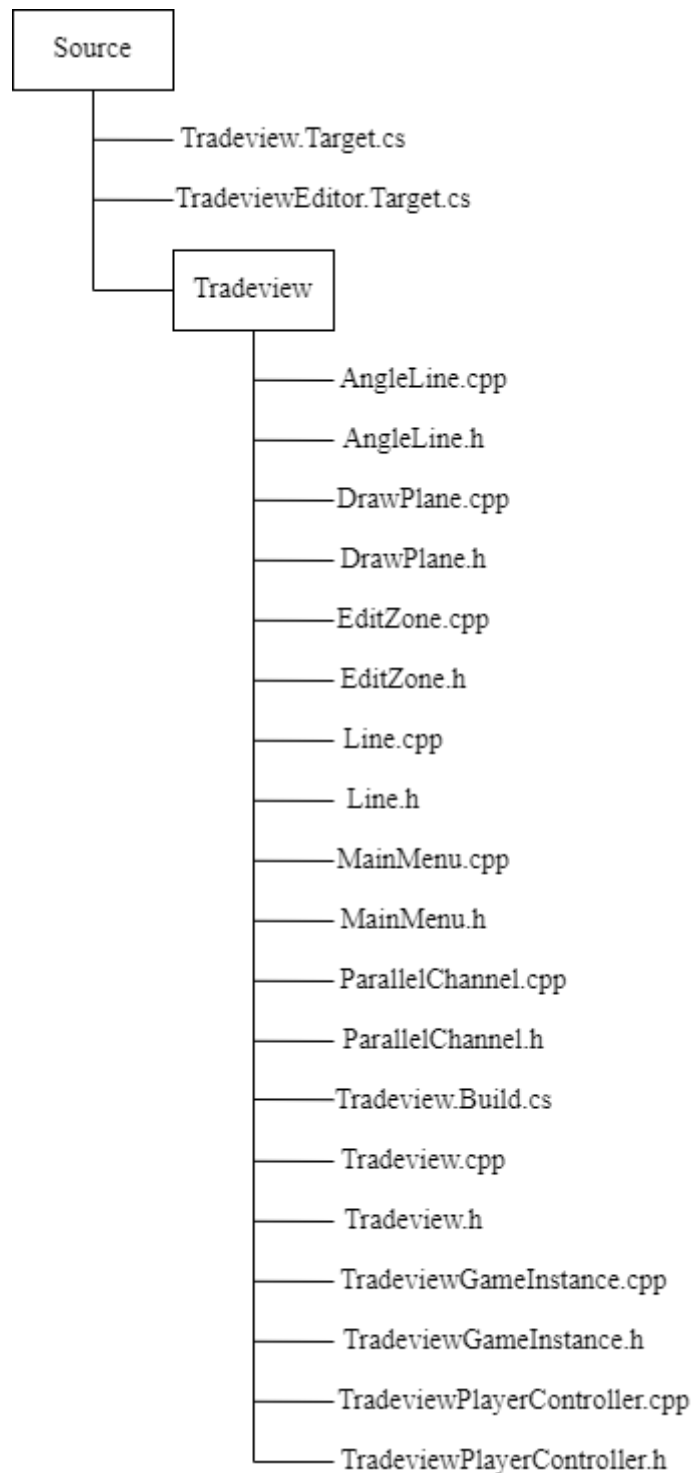 Source
Tradeview.Target.cs
TradeviewEditor.Target.cs
Tradeview
AngleLine.cpp
AngleLine.h
DrawPlane.cpp
DrawPlane.h
EditZone.cpp
EditZone.h
Line.cpp
Line.h
MainMenu.cpp
MainMenu.h
ParallelChannel.cpp
ParallelChannel.h
Tradeview.Build.cs
Tradeview.cpp
Tradeview.h
TradeviewGameInstance.cpp
TradeviewGameInstance.h
TradeviewPlayerController.cpp
TradeviewPlayerController.h